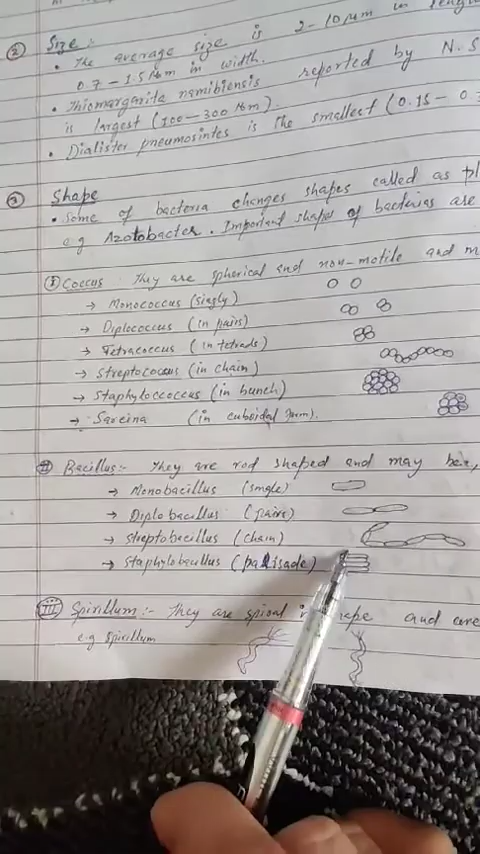 ② Size :
• The average size is 2-10 µm in length
0.7 - 1.5 µm in width.
• Thiomargarita namibiensis reported by N.S
is largest (100-300 µm).
• Dialister pneumosintes is the smallest (0.15 - 0.3
③ Shape
• Some of bacteria changes shapes called as pl
e.g Azotobacter. Important shapes of bacterias are
Ⓘ Coccus They are spherical and non-motile and m
→ Monococcus (singly)
→ Diplococcus (in pairs)
→ Tetracoccus (in tetrads)
→ Streptococcus (in chain)
→ Staphyloccoccus (in bunch)
→ Sarcina (in cuboidal form).
II Bacillus:- They are rod shaped and may
→ Monobacillus (single)
→ Diplobacillus (pairs)
→ Streptobacillus (chain)
→ Staphylobacillus (palisade)
III Spirillum :- They are spiral in shape and
e.g spirillum